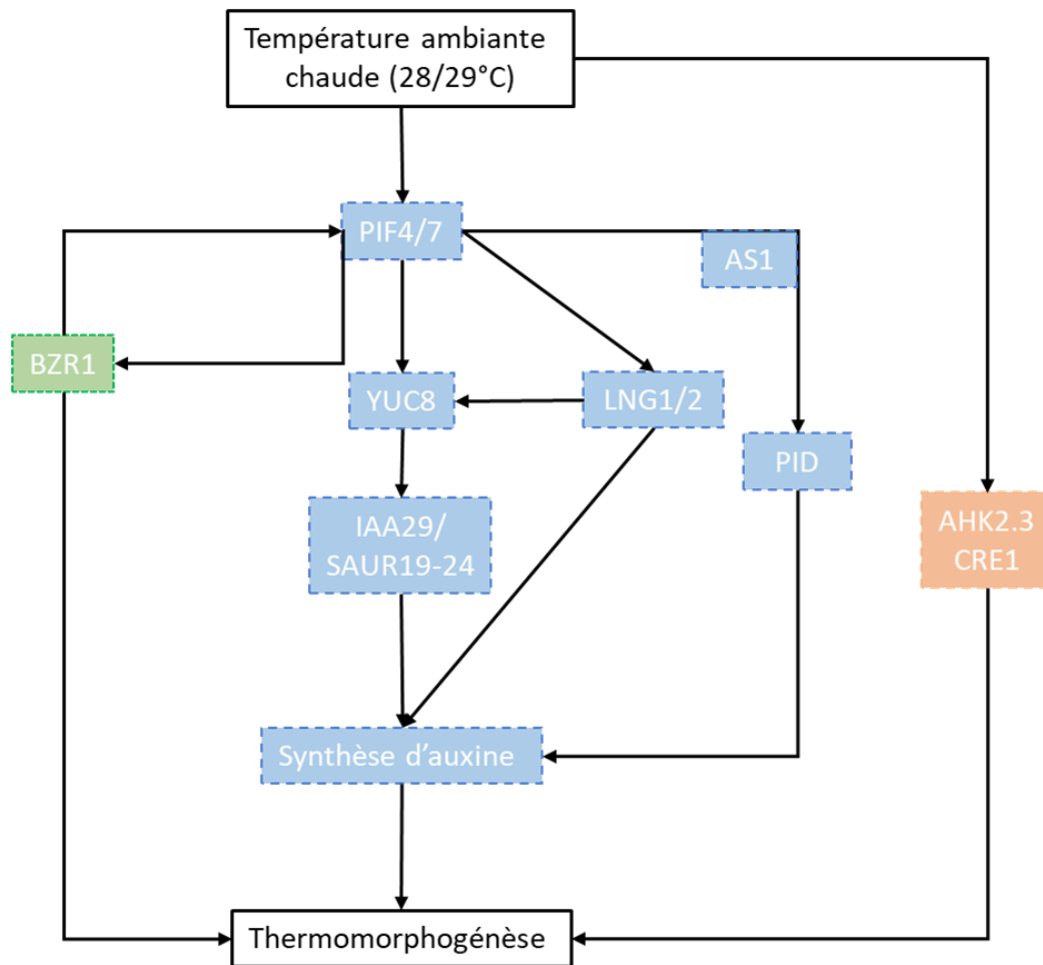 Température ambiante
chaude (28/29°C)
PIF4/7
AS1
BZR1
YUC8
LNG1/2
PID
IAA29/
SAUR19-24
AHK2.3
CRE1
Synthèse d'auxine
Thermomorphogénèse